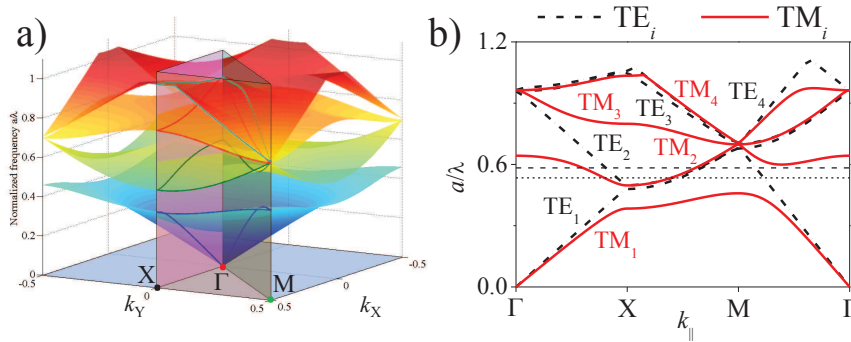 a)
Normalized frequency aλ
1
0.8
0.6
0.4
0.2
0
-0.5
X
Γ
M
0
k_Y
0.5
0.5
0
k_X
-0.5
b)
TE_i
TM_i
a/λ
1.2
0.6
0.0
TM_3
TE_3
TM_4
TE_4
TE_2
TM_2
TE_1
TM_1
Γ
X
M
Γ
k_||